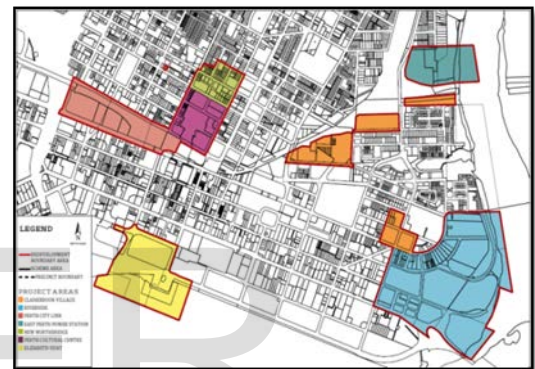 LEGEND
REDEVELOPMENT
BOUNDARY AREA
SCHEME AREA
PRECINCT BOUNDARY
PROJECT AREAS
CLAISEBROOK VILLAGE
RIVERSIDE
PERTH CITY LINK
EAST PERTH POWER STATION
NEW NORTHBRIDGE
PERTH CULTURAL CENTRE
ELIZABETH QUAY